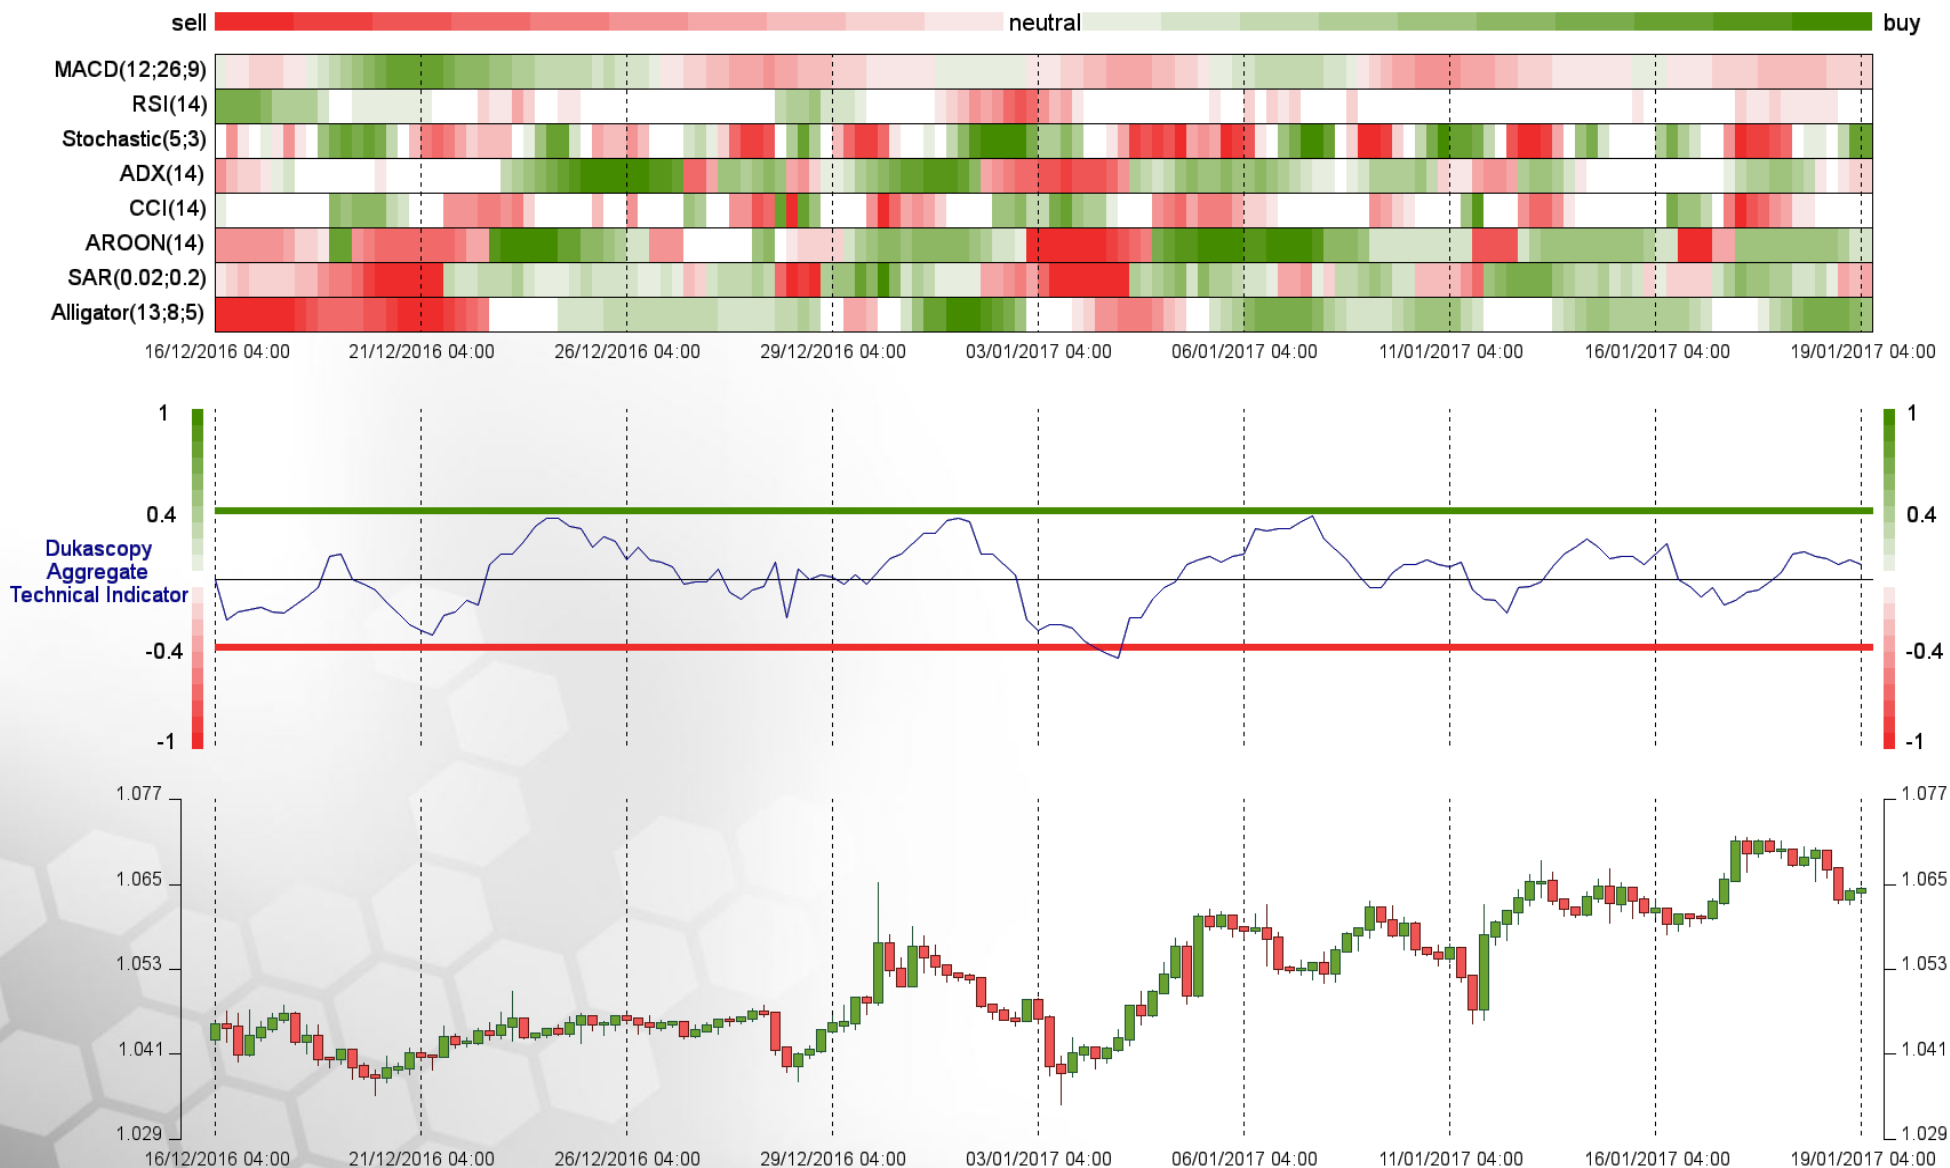 sell neutral buy
MACD(12;26;9)
RSI(14)
Stochastic(5;3)
ADX(14)
CCI(14)
AROON(14)
SAR(0.02;0.2)
Alligator(13;8;5)
16/12/2016 04:00 21/12/2016 04:00 26/12/2016 04:00 29/12/2016 04:00 03/01/2017 04:00 06/01/2017 04:00 11/01/2017 04:00 16/01/2017 04:00 19/01/2017 04:00
1 1
0.4 0.4
Dukascopy
Aggregate
Technical Indicator
-0.4 -0.4
-1 -1
1.077 1.077
1.065 1.065
1.053 1.053
1.041 1.041
1.029 1.029
16/12/2016 04:00 21/12/2016 04:00 26/12/2016 04:00 29/12/2016 04:00 03/01/2017 04:00 06/01/2017 04:00 11/01/2017 04:00 16/01/2017 04:00 19/01/2017 04:00